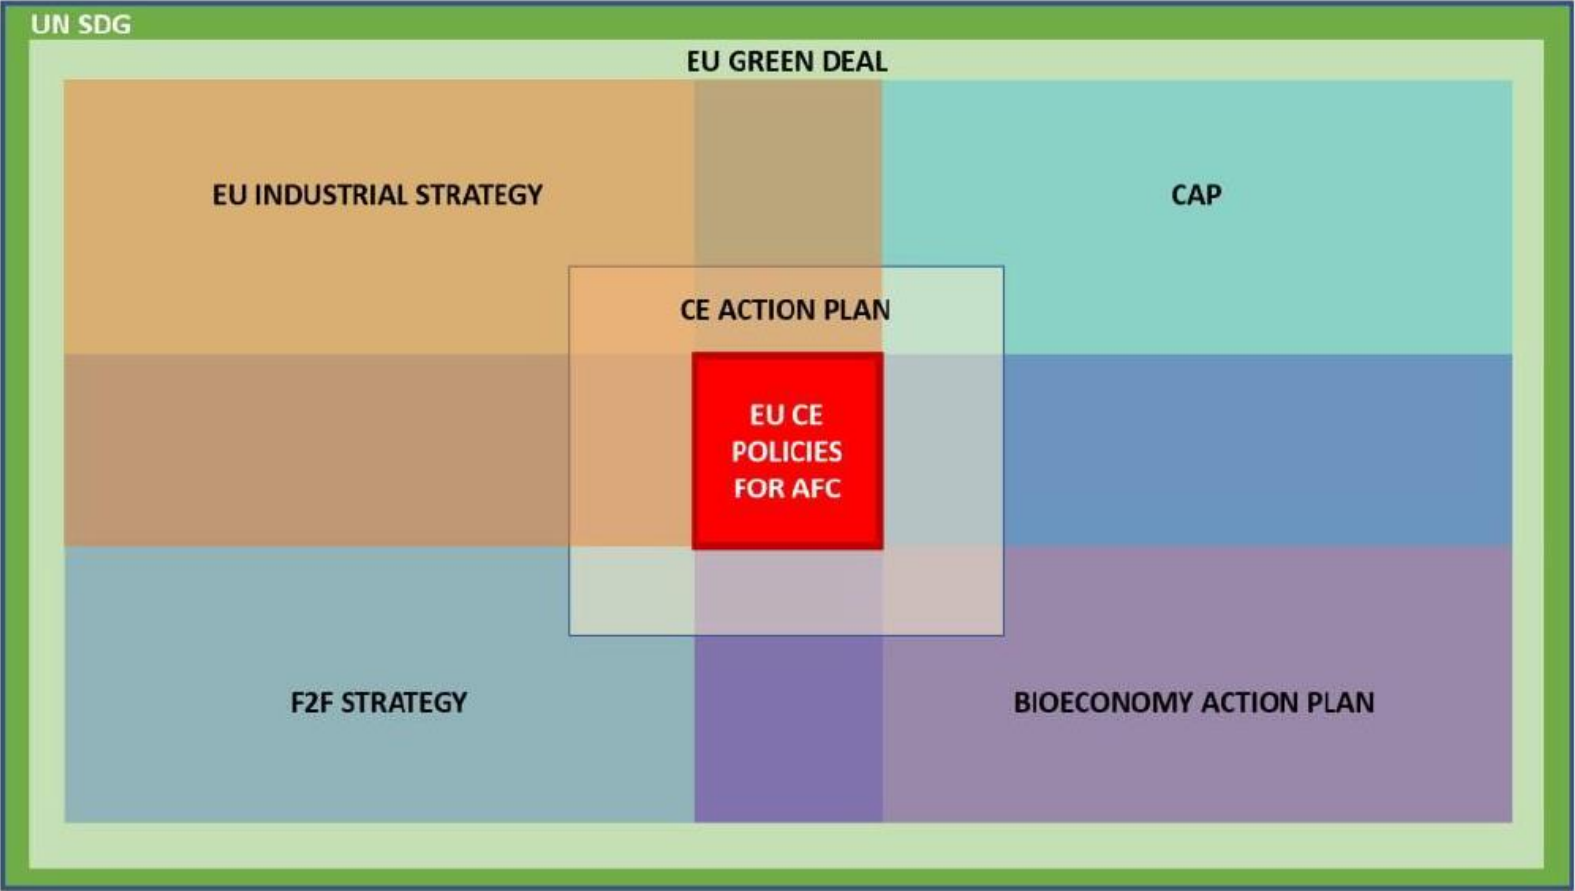 UN SDG
EU GREEN DEAL
EU INDUSTRIAL STRATEGY
CAP
CE ACTION PLAN
EU CE
POLICIES
FOR AFC
F2F STRATEGY
BIOECONOMY ACTION PLAN